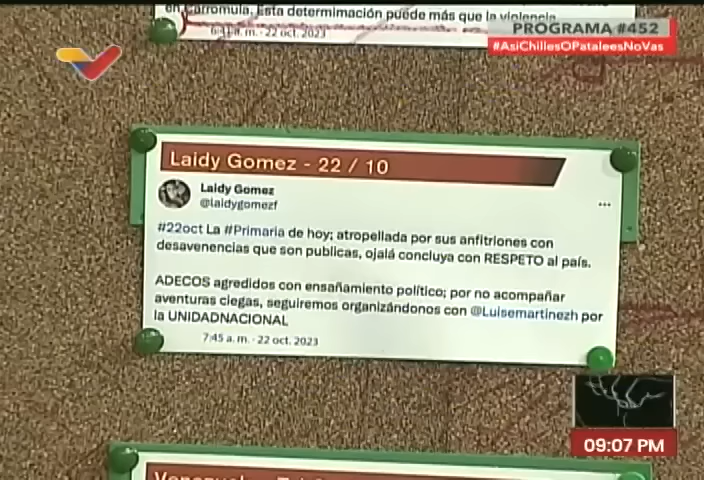 en Carromula. Esta determinación puede más que la violencia
6:41 a. m. · 22 oct. 2023
PROGRAMA #452
#AsiChillesOPataleesNoVas
Laidy Gomez - 22 / 10
Laidy Gomez
@laidygomezf
#22oct La #Primaria de hoy; atropellada por sus anfitriones con
desavenencias que son publicas, ojalá concluya con RESPETO al país.
ADECOS agredidos con ensañamiento político; por no acompañar
aventuras ciegas, seguiremos organizándonos con @Luisemartinezh por
la UNIDADNACIONAL
7:45 a. m. · 22 oct. 2023
09:07 PM